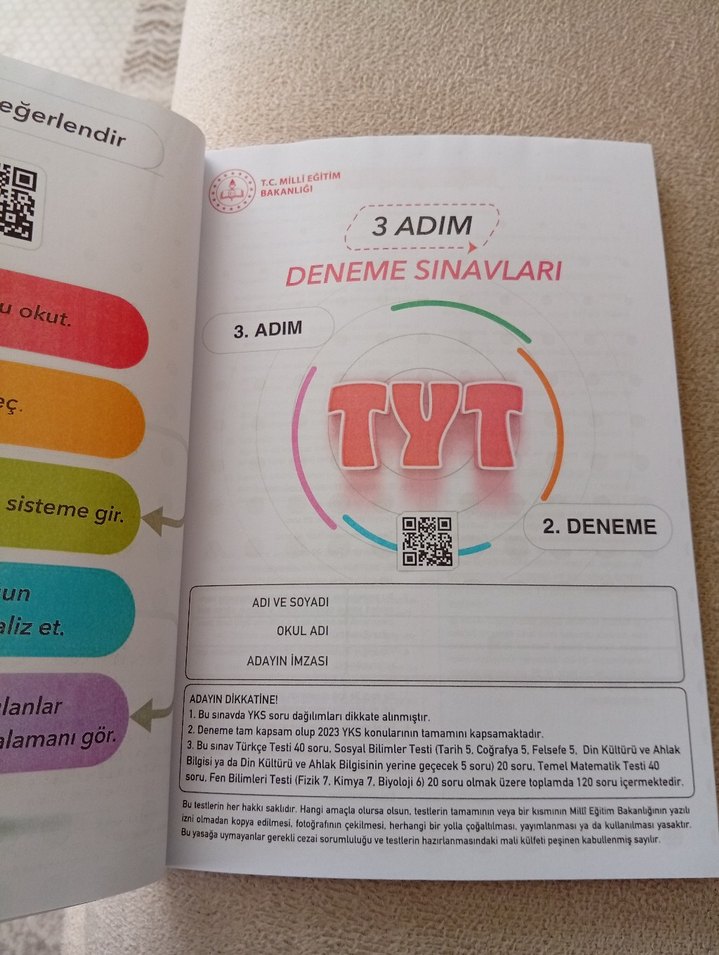 eğerlendir
u okut.
eç.
sisteme gir.
un
aliz et.
ılanlar
alamanı gör.
T.C. MİLLÎ EĞİTİM
BAKANLIĞI
3 ADIM
DENEME SINAVLARI
3. ADIM
TYT
2. DENEME
ADI VE SOYADI
OKUL ADI
ADAYIN İMZASI
ADAYIN DİKKATİNE!
1. Bu sınavda YKS soru dağılımları dikkate alınmıştır.
2. Deneme tam kapsam olup 2023 YKS konularının tamamını kapsamaktadır.
3. Bu sınav Türkçe Testi 40 soru, Sosyal Bilimler Testi (Tarih 5, Coğrafya 5, Felsefe 5, Din Kültürü ve Ahlak
Bilgisi ya da Din Kültürü ve Ahlak Bilgisinin yerine geçecek 5 soru) 20 soru, Temel Matematik Testi 40
soru, Fen Bilimleri Testi (Fizik 7, Kimya 7, Biyoloji 6) 20 soru olmak üzere toplamda 120 soru içermektedir.
Bu testlerin her hakkı saklıdır. Hangi amaçla olursa olsun, testlerin tamamının veya bir kısmının Millî Eğitim Bakanlığının yazılı
izni olmadan kopya edilmesi, fotoğrafının çekilmesi, herhangi bir yolla çoğaltılması, yayımlanması ya da kullanılması yasaktır.
Bu yasağa uymayanlar gerekli cezai sorumluluğu ve testlerin hazırlanmasındaki mali külfeti peşinen kabullenmiş sayılır.